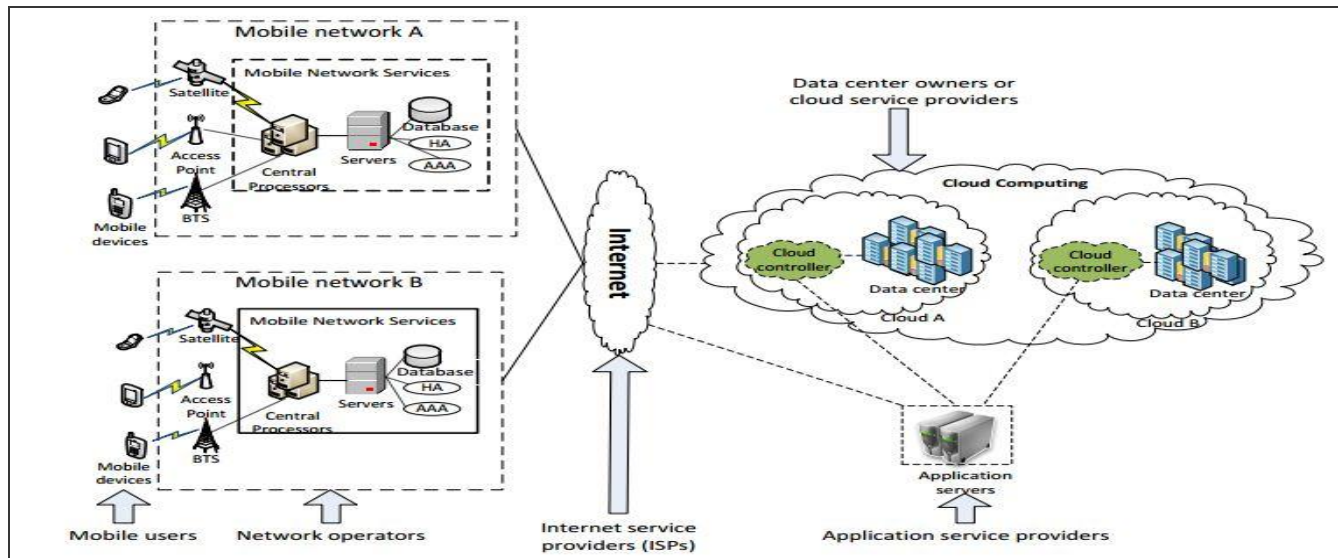 Mobile network A
Mobile Network Services
Satellite
Database
HA
AAA
Access
Point
Servers
Central
Processors
BTS
Mobile
devices
Mobile network B
Mobile Network Services
Satellite
Database
HA
AAA
Access
Point
Servers
Central
Processors
BTS
Mobile
devices
Mobile users
Network operators
Internet
Internet service
providers (ISPs)
Data center owners or
cloud service providers
Cloud Computing
Cloud
controller
Data center
Cloud A
Cloud
controller
Data center
Cloud B
Application
servers
Application service providers